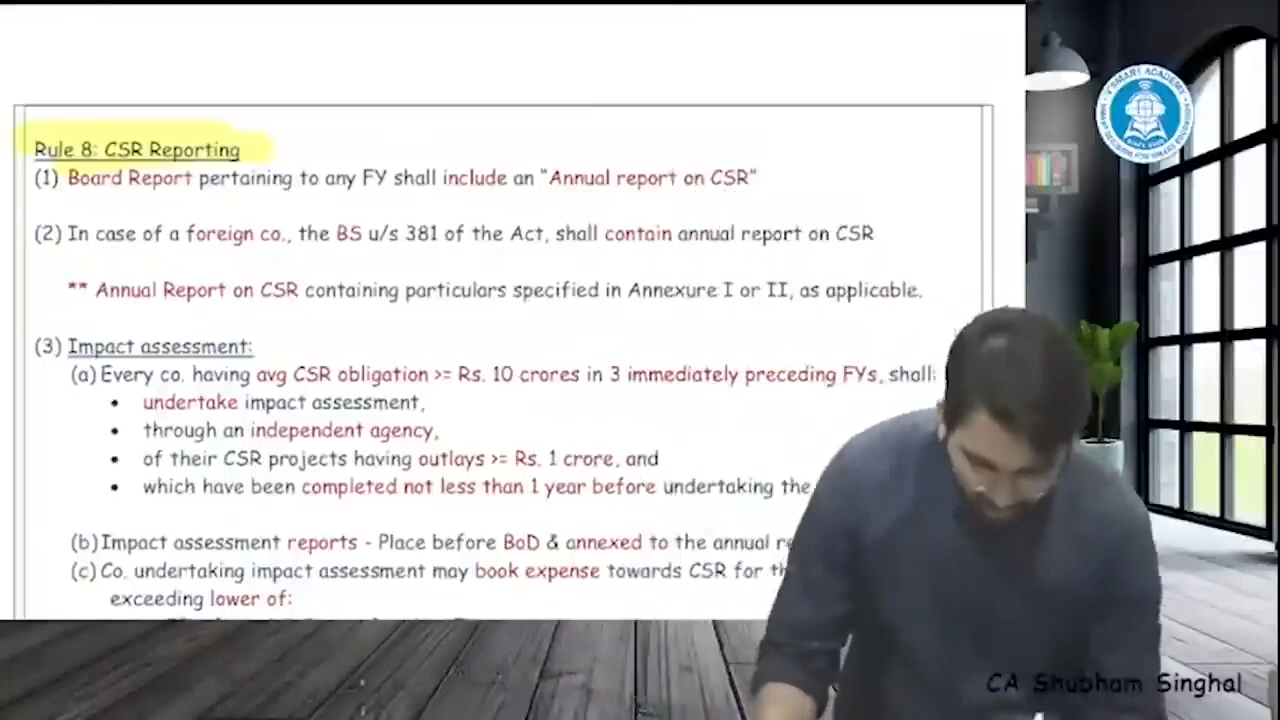 Rule 8: CSR Reporting
(1) Board Report pertaining to any FY shall include an "Annual report on CSR"
(2) In case of a foreign co., the BS u/s 381 of the Act, shall contain annual report on CSR
** Annual Report on CSR containing particulars specified in Annexure I or II, as applicable.
(3) Impact assessment:
(a) Every co. having avg CSR obligation >= Rs. 10 crores in 3 immediately preceding FYs, shall:
• undertake impact assessment,
• through an independent agency,
• of their CSR projects having outlays >= Rs. 1 crore, and
• which have been completed not less than 1 year before undertaking the
(b) Impact assessment reports - Place before BoD & annexed to the annual
(c) Co. undertaking impact assessment may book expense towards CSR for
exceeding lower of:
CA Shubham Singhal